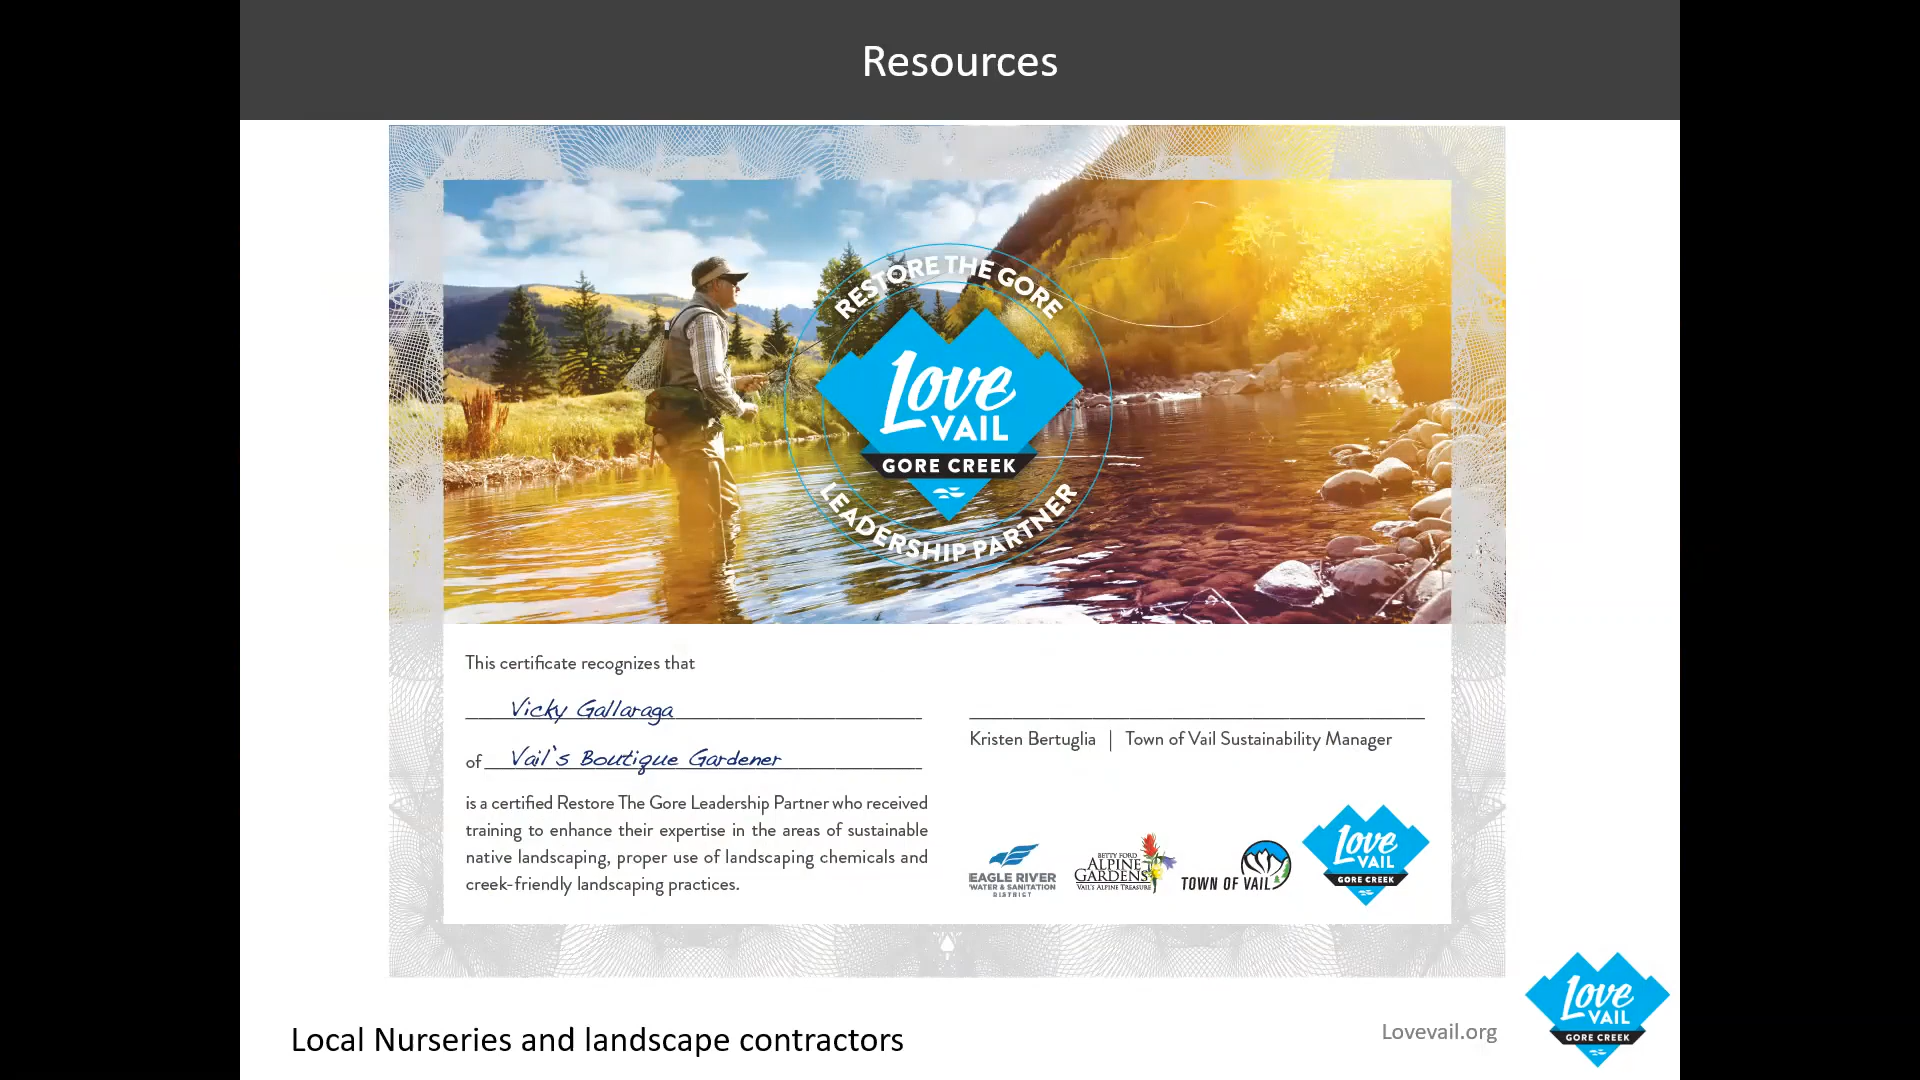 Resources
RESTORE THE GORE
Love
VAIL
GORE CREEK
LEADERSHIP PARTNER
This certificate recognizes that
Vicky Gallaraga
of Vail's Boutique Gardener
is a certified Restore The Gore Leadership Partner who received
training to enhance their expertise in the areas of sustainable
native landscaping, proper use of landscaping chemicals and
creek-friendly landscaping practices.
Kristen Bertuglia | Town of Vail Sustainability Manager
EAGLE RIVER
WATER & SANITATION
DISTRICT
BETTY FORD
ALPINE
GARDENS
VAIL'S ALPINE TREASURE
TOWN OF VAIL
Love
VAIL
GORE CREEK
Local Nurseries and landscape contractors
Lovevail.org
Love
VAIL
GORE CREEK